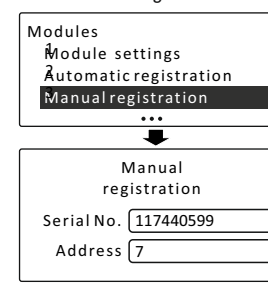 Modules
1 Module settings
2 Automatic registration
3 Manual registration
...
Manual
registration
Serial No. 117440599
Address 7